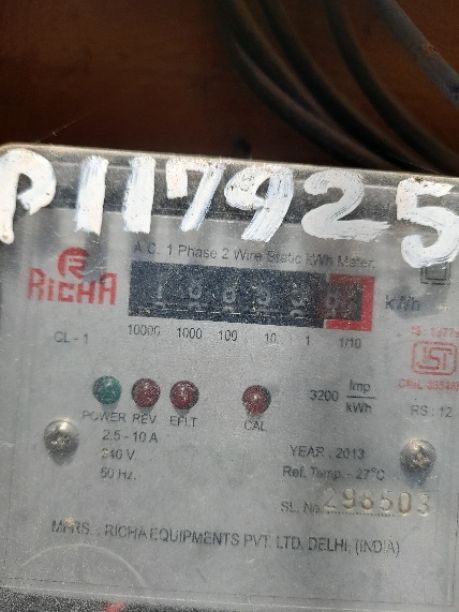 P117925
RICHA
A.C. 1 Phase 2 Wire Static kWh Meter.
kWh
CL - 1
10000 1000 100 10 1 1/10
ISI
POWER REV. EFLT CAL
3200 Imp/kWh
RS : 12
2.5 - 10 A
240 V.
50 Hz.
YEAR : 2013
Ref. Temp. - 27°C
SL. No. 298503
MFRS. : RICHA EQUIPMENTS PVT. LTD. DELHI, (INDIA)